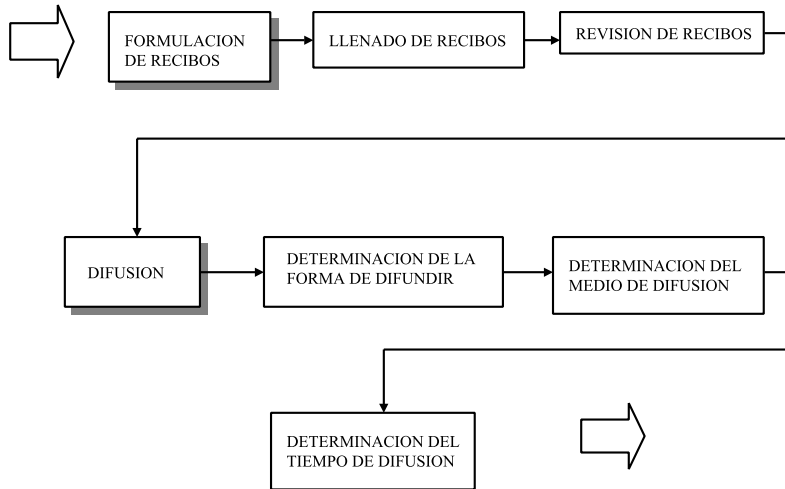 FORMULACION
DE RECIBOS
LLENADO DE RECIBOS
REVISION DE RECIBOS
DIFUSION
DETERMINACION DE LA
FORMA DE DIFUNDIR
DETERMINACION DEL
MEDIO DE DIFUSION
DETERMINACION DEL
TIEMPO DE DIFUSION